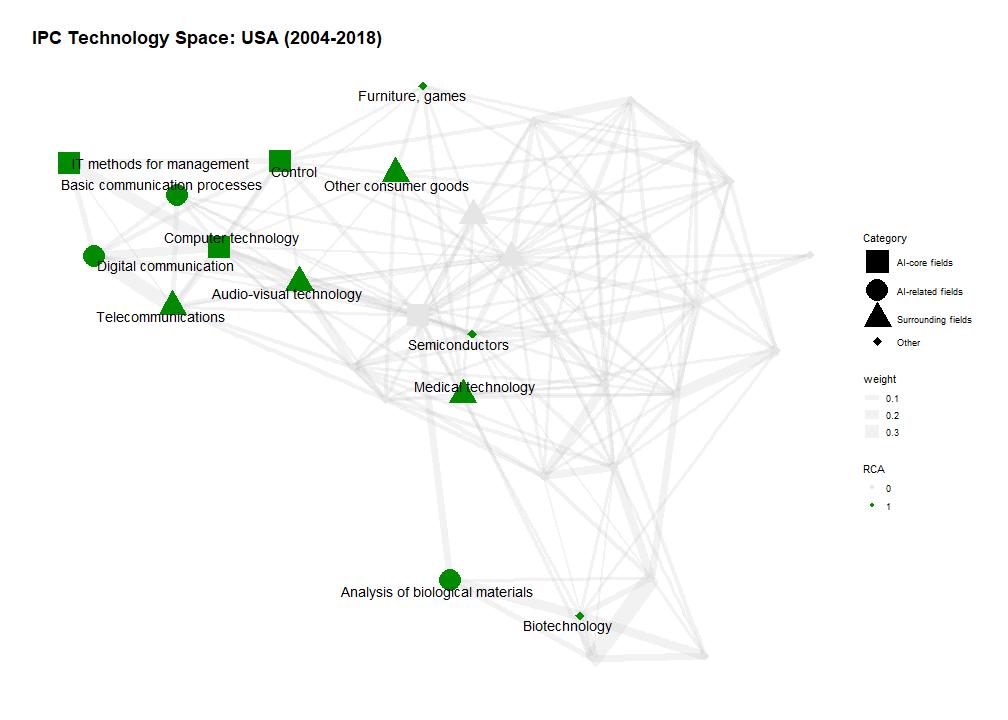 IPC Technology Space: USA (2004-2018)
Furniture, games
IT methods for management
Control
Basic communication processes
Other consumer goods
Computer technology
Digital communication
Audio-visual technology
Telecommunications
Semiconductors
Medical technology
Analysis of biological materials
Biotechnology
Category
AI-core fields
AI-related fields
Surrounding fields
Other
weight
0.1
0.2
0.3
RCA
0
1